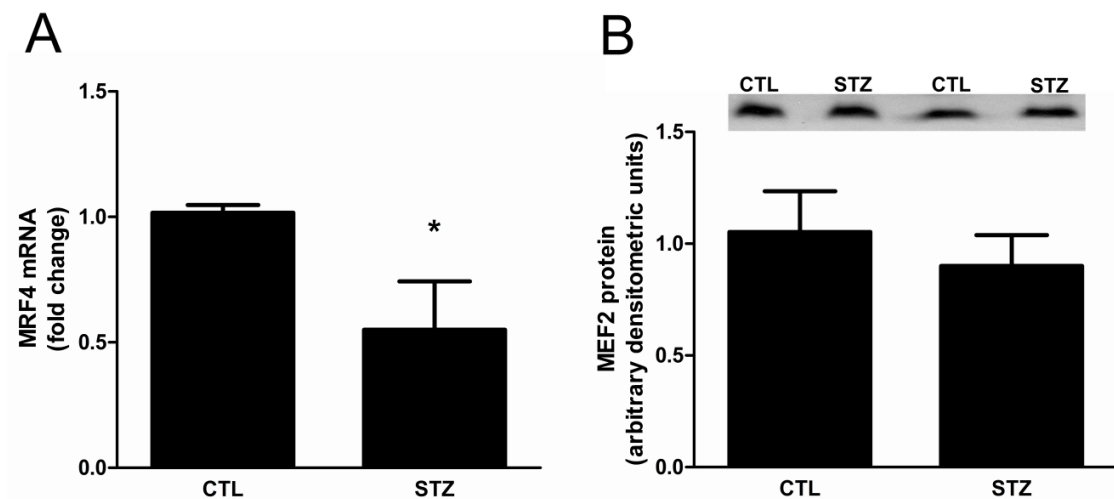 A
1.5
1.0
0.5
0.0
MRF4 mRNA
(fold change)
*
CTL
STZ
B
CTL STZ CTL STZ
1.5
1.0
0.5
0.0
MEF2 protein
(arbitrary densitometric units)
CTL
STZ